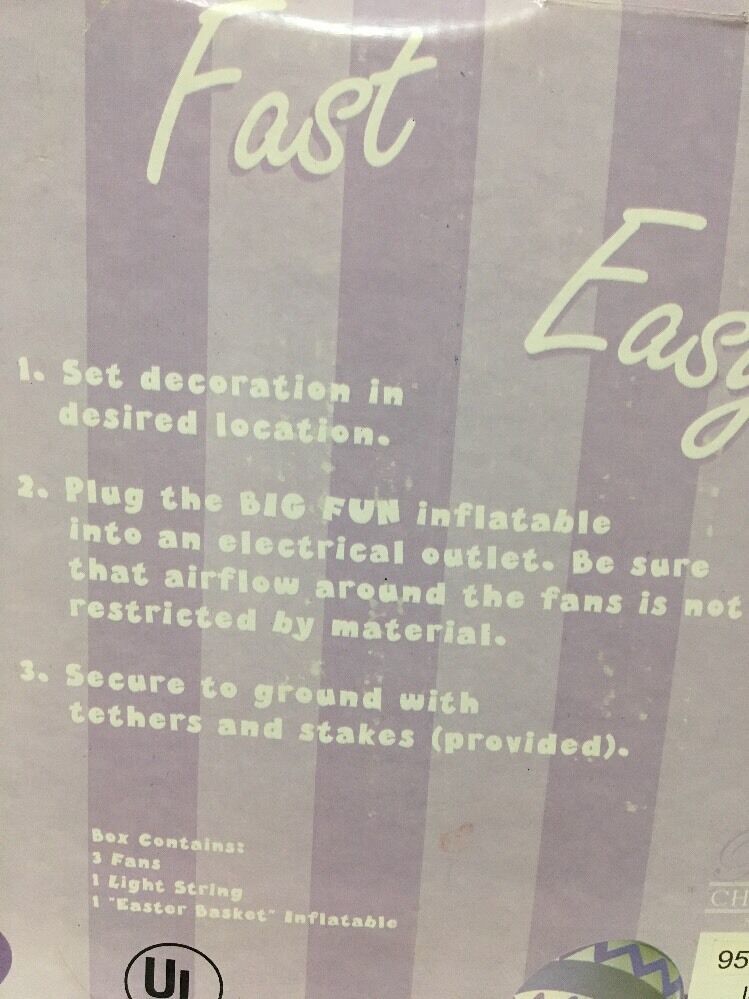 Fast
Easy
1. Set decoration in
desired location.
2. Plug the BIG FUN inflatable
into an electrical outlet. Be sure
that airflow around the fans is not
restricted by material.
3. Secure to ground with
tethers and stakes (provided).
Box Contains:
3 Fans
1 Light String
1 "Easter Basket" Inflatable
CH
UL
95